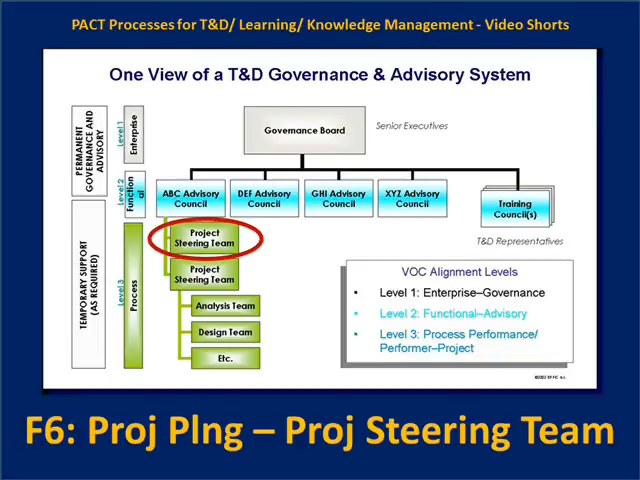 PACT Processes for T&D/ Learning/ Knowledge Management - Video Shorts
One View of a T&D Governance & Advisory System
PERMANENT
GOVERNANCE AND
ADVISORY
Level 1
Enterprise
Governance Board
Senior Executives
Level 2
Function
al
ABC Advisory
Council
DEF Advisory
Council
GHI Advisory
Council
XYZ Advisory
Council
Training
Council(s)
T&D Representatives
TEMPORARY SUPPORT
(AS REQUIRED)
Level 3
Process
Project
Steering Team
Project
Steering Team
Analysis Team
Design Team
Etc.
VOC Alignment Levels
• Level 1: Enterprise–Governance
• Level 2: Functional–Advisory
• Level 3: Process Performance/
Performer–Project
F6: Proj Plng – Proj Steering Team